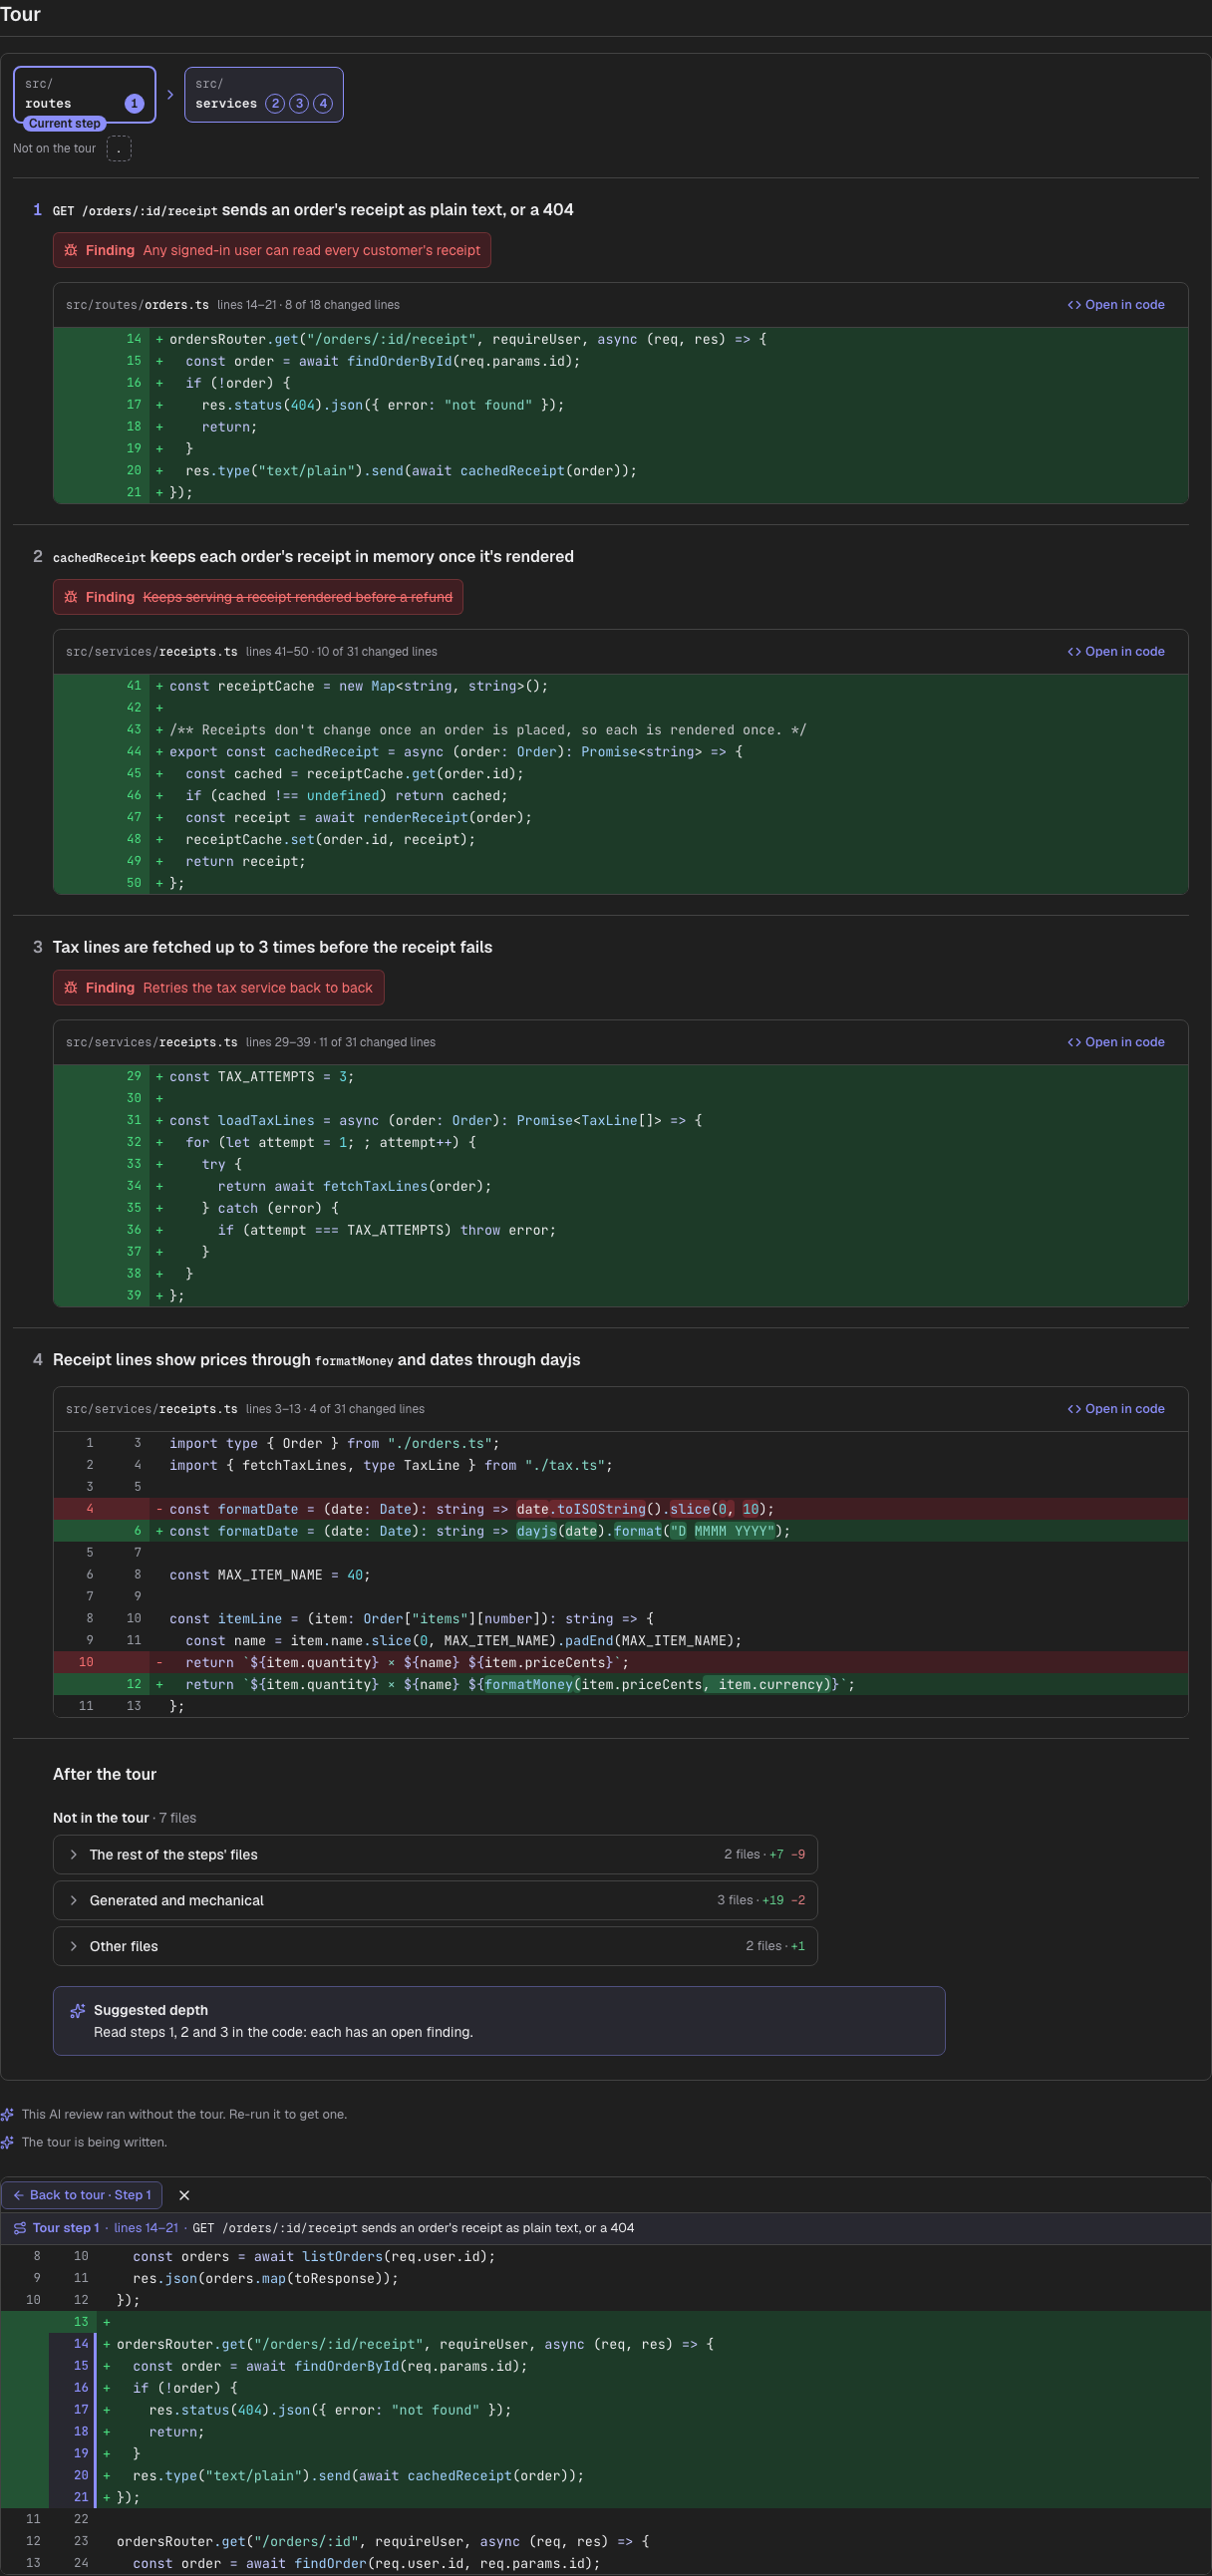 Tour
src/
routes 1
Current step
src/
services 2 3 4
Not on the tour .
1 GET /orders/:id/receipt sends an order's receipt as plain text, or a 404
Finding Any signed-in user can read every customer's receipt
src/routes/orders.ts lines 14–21 · 8 of 18 changed lines <> Open in code
14 + ordersRouter.get("/orders/:id/receipt", requireUser, async (req, res) => {
15 + const order = await findOrderById(req.params.id);
16 + if (!order) {
17 + res.status(404).json({ error: "not found" });
18 + return;
19 + }
20 + res.type("text/plain").send(await cachedReceipt(order));
21 + });
2 cachedReceipt keeps each order's receipt in memory once it's rendered
Finding Keeps serving a receipt rendered before a refund
src/services/receipts.ts lines 41–50 · 10 of 31 changed lines <> Open in code
41 + const receiptCache = new Map<string, string>();
42 +
43 + /** Receipts don't change once an order is placed, so each is rendered once. */
44 + export const cachedReceipt = async (order: Order): Promise<string> => {
45 + const cached = receiptCache.get(order.id);
46 + if (cached !== undefined) return cached;
47 + const receipt = await renderReceipt(order);
48 + receiptCache.set(order.id, receipt);
49 + return receipt;
50 + };
3 Tax lines are fetched up to 3 times before the receipt fails
Finding Retries the tax service back to back
src/services/receipts.ts lines 29–39 · 11 of 31 changed lines <> Open in code
29 + const TAX_ATTEMPTS = 3;
30 +
31 + const loadTaxLines = async (order: Order): Promise<TaxLine[]> => {
32 + for (let attempt = 1; ; attempt++) {
33 + try {
34 + return await fetchTaxLines(order);
35 + } catch (error) {
36 + if (attempt === TAX_ATTEMPTS) throw error;
37 + }
38 + }
39 + };
4 Receipt lines show prices through formatMoney and dates through dayjs
src/services/receipts.ts lines 3–13 · 4 of 31 changed lines <> Open in code
1 3 import type { Order } from "./orders.ts";
2 4 import { fetchTaxLines, type TaxLine } from "./tax.ts";
3 5
4 - const formatDate = (date: Date): string => date.toISOString().slice(0, 10);
6 + const formatDate = (date: Date): string => dayjs(date).format("D MMMM YYYY");
5 7
6 8 const MAX_ITEM_NAME = 40;
7 9
8 10 const itemLine = (item: Order["items"][number]): string => {
9 11 const name = item.name.slice(0, MAX_ITEM_NAME).padEnd(MAX_ITEM_NAME);
10 - return `${item.quantity} × ${name} ${item.priceCents}`;
12 + return `${item.quantity} × ${name} ${formatMoney(item.priceCents, item.currency)}`;
11 13 };
After the tour
Not in the tour · 7 files
The rest of the steps' files 2 files · +7 −9
Generated and mechanical 3 files · +19 −2
Other files 2 files · +1
Suggested depth
Read steps 1, 2 and 3 in the code: each has an open finding.
This AI review ran without the tour. Re-run it to get one.
The tour is being written.
← Back to tour · Step 1 ×
Tour step 1 · lines 14–21 · GET /orders/:id/receipt sends an order's receipt as plain text, or a 404
8 10 const orders = await listOrders(req.user.id);
9 11 res.json(orders.map(toResponse));
10 12 });
13 +
14 + ordersRouter.get("/orders/:id/receipt", requireUser, async (req, res) => {
15 + const order = await findOrderById(req.params.id);
16 + if (!order) {
17 + res.status(404).json({ error: "not found" });
18 + return;
19 + }
20 + res.type("text/plain").send(await cachedReceipt(order));
21 + });
11 22
12 23 ordersRouter.get("/orders/:id", requireUser, async (req, res) => {
13 24 const order = await findOrder(req.user.id, req.params.id);